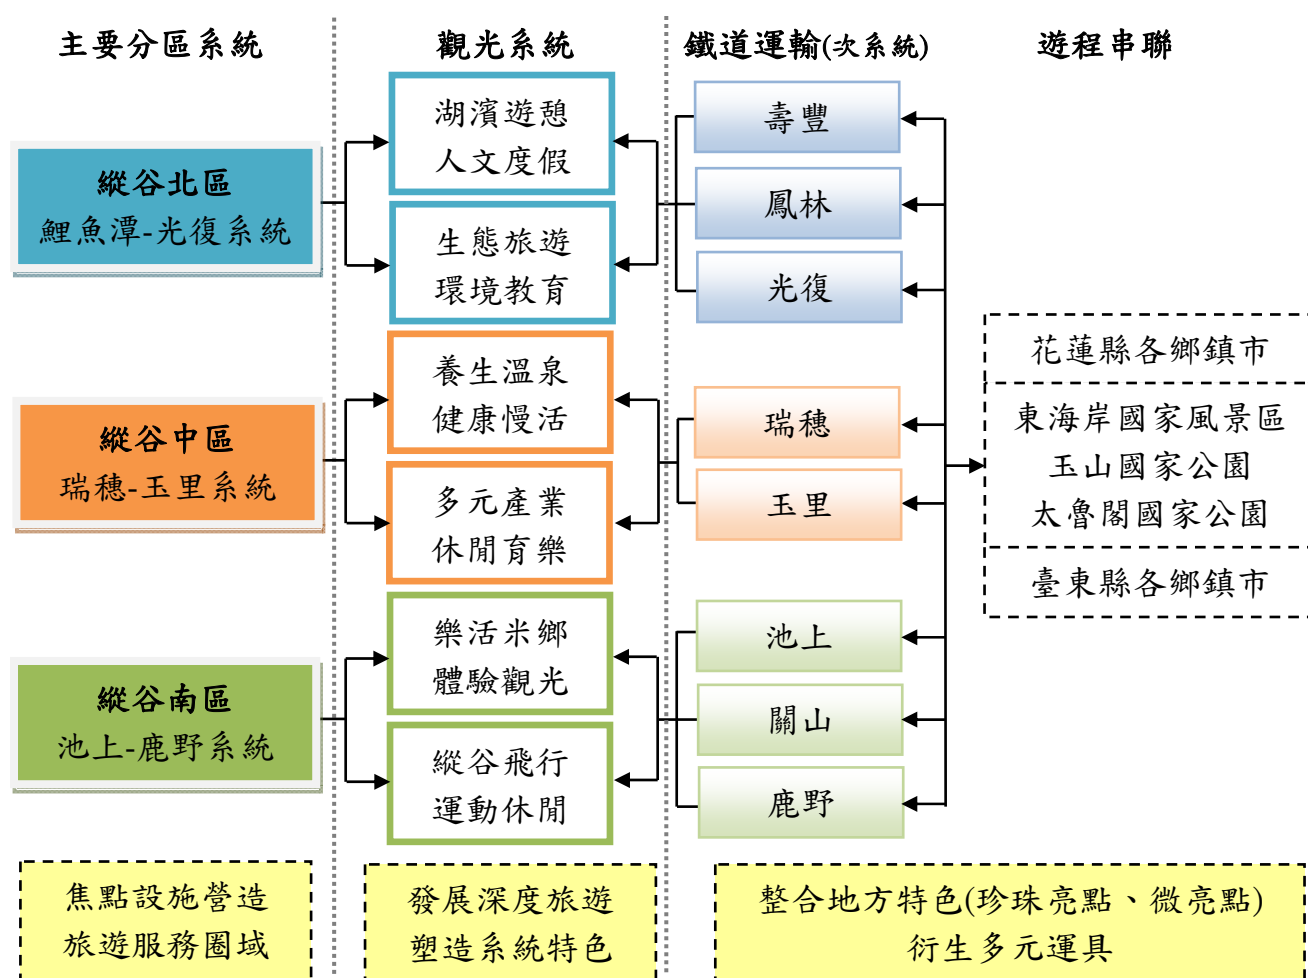 主要分區系統
觀光系統
鐵道運輸(次系統)
遊程串聯
縱谷北區
鯉魚潭-光復系統
湖濱遊憩
人文度假
生態旅遊
環境教育
壽豐
鳳林
光復
縱谷中區
瑞穗-玉里系統
養生溫泉
健康慢活
多元產業
休閒育樂
瑞穗
玉里
縱谷南區
池上-鹿野系統
樂活米鄉
體驗觀光
縱谷飛行
運動休閒
池上
關山
鹿野
花蓮縣各鄉鎮市
東海岸國家風景區
玉山國家公園
太魯閣國家公園
臺東縣各鄉鎮市
焦點設施營造
旅遊服務圈域
發展深度旅遊
塑造系統特色
整合地方特色(珍珠亮點、微亮點)
衍生多元運具